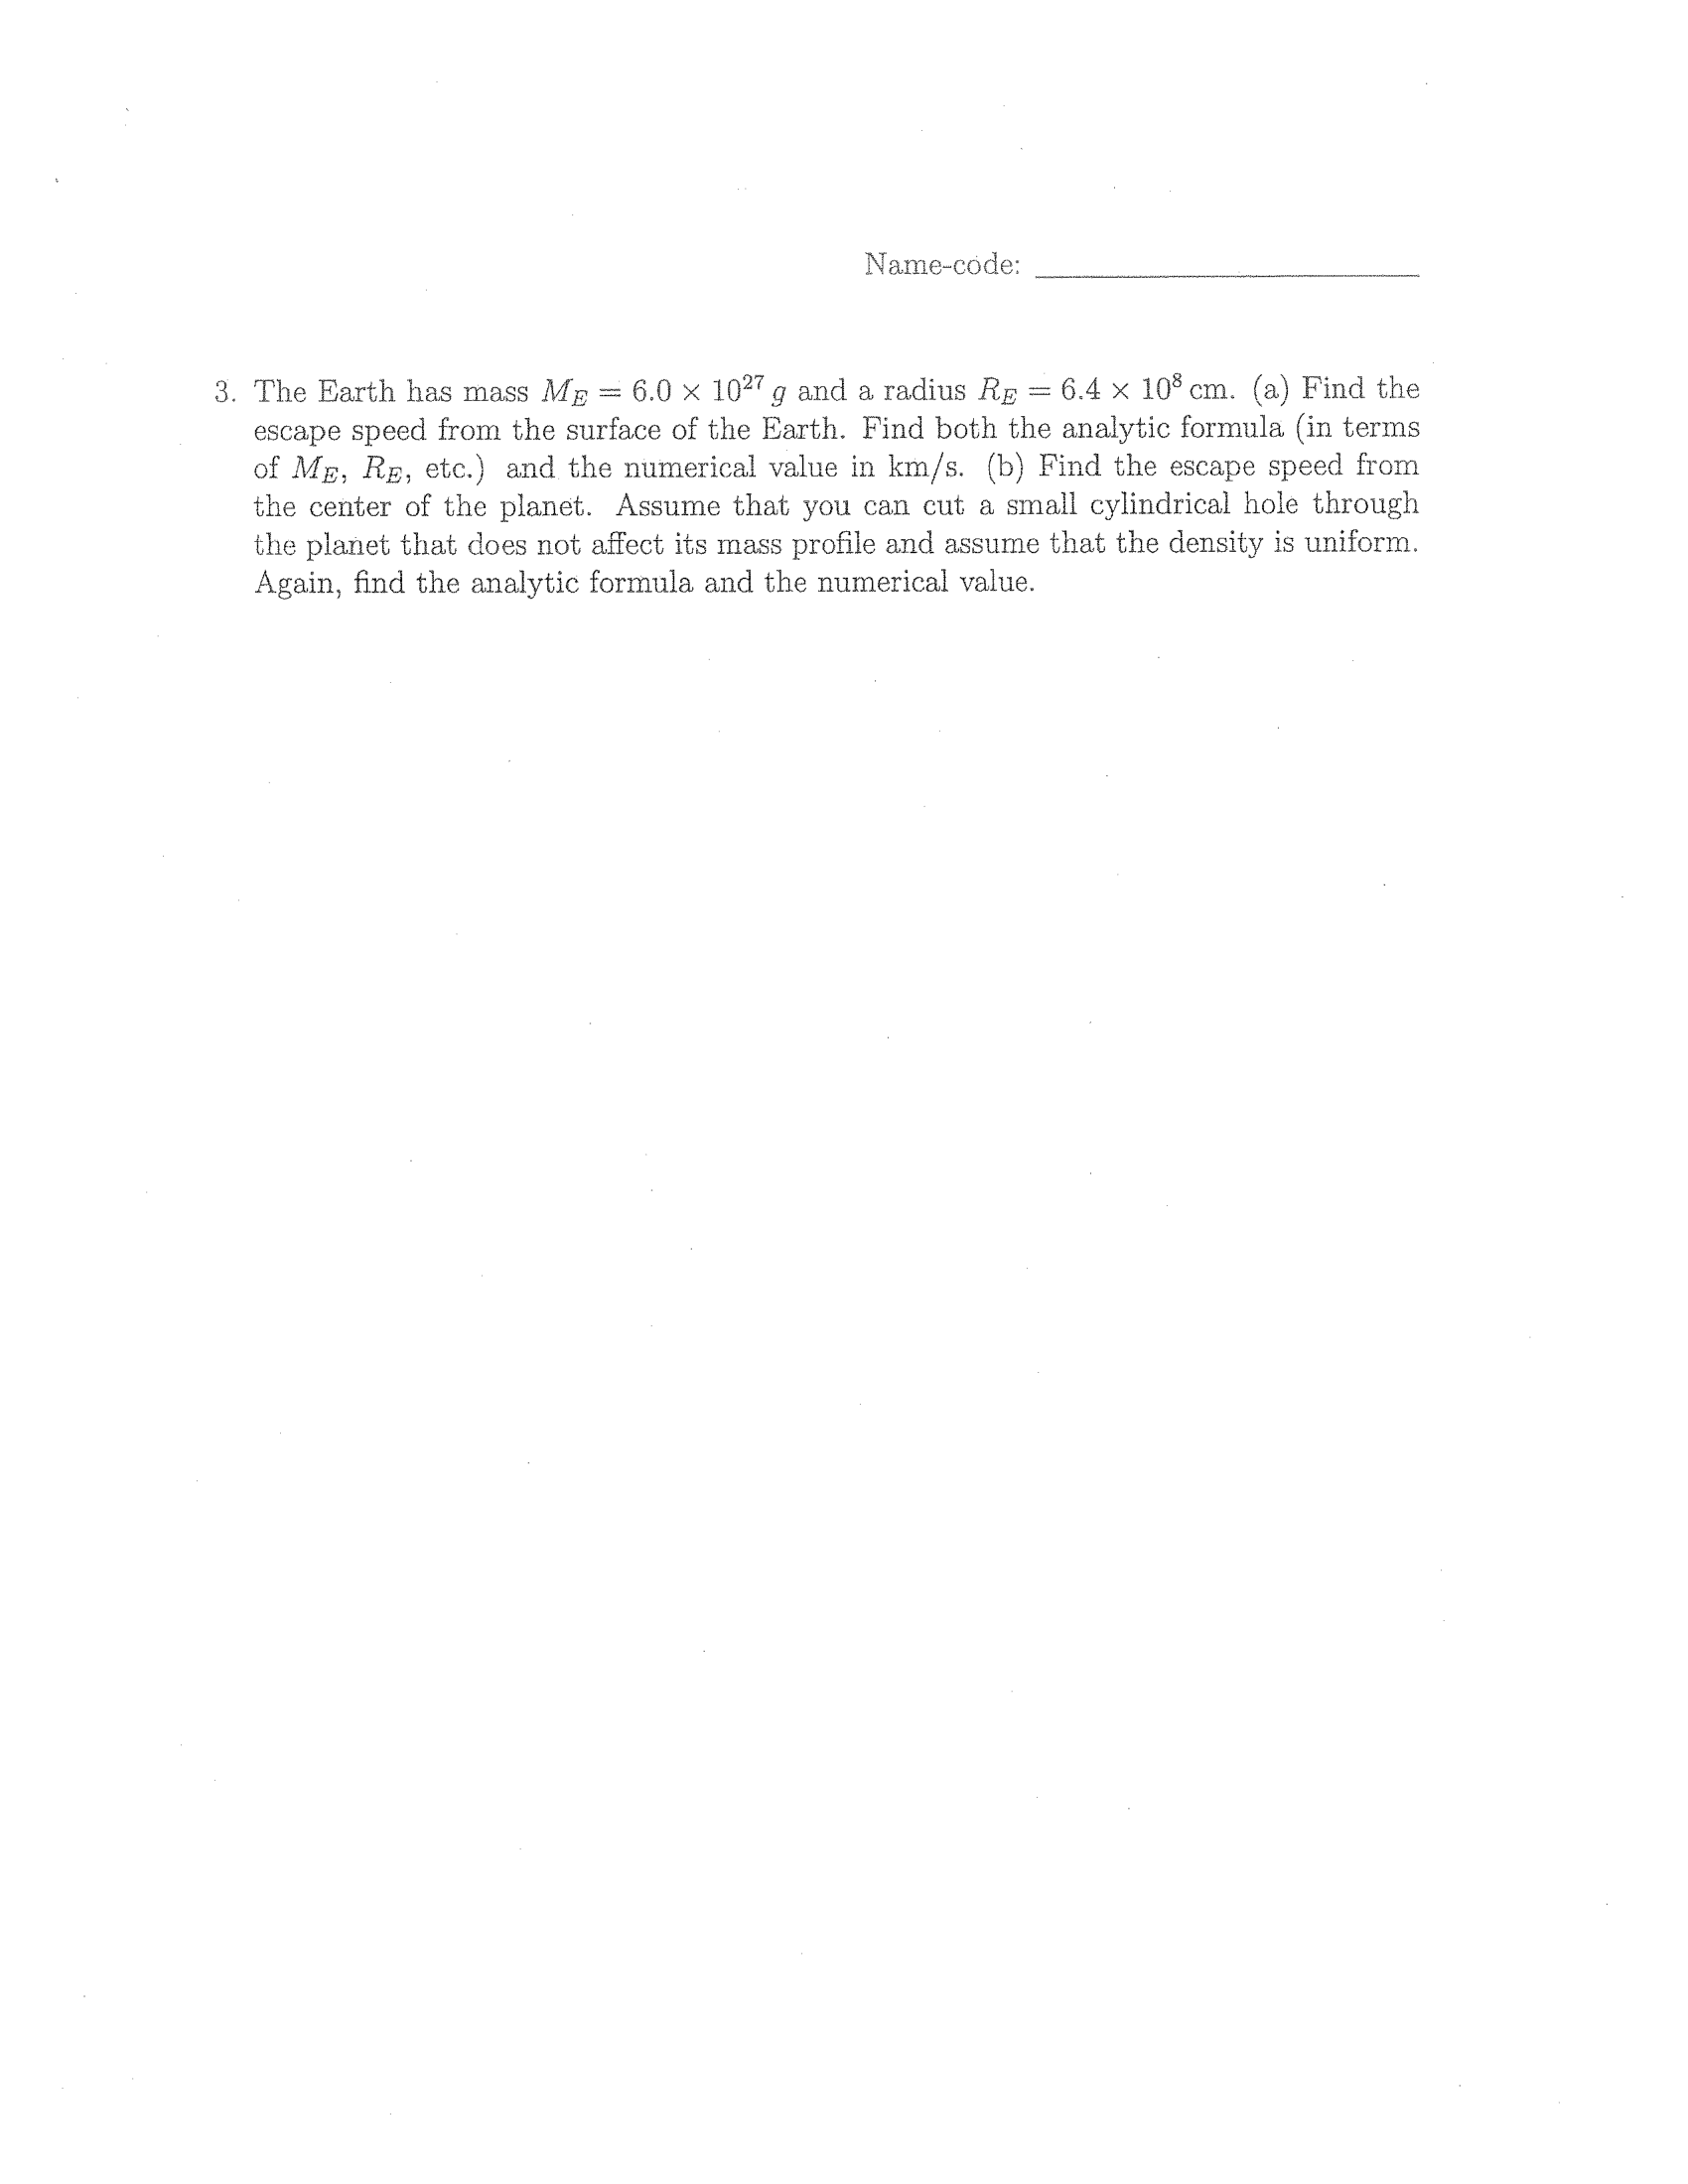 Name-code: ____________________
3. The Earth has mass $M_E = 6.0 \times 10^{27}\, g$ and a radius $R_E = 6.4 \times 10^8$ cm. (a) Find the
escape speed from the surface of the Earth. Find both the analytic formula (in terms
of $M_E$, $R_E$, etc.) and the numerical value in km/s. (b) Find the escape speed from
the center of the planet. Assume that you can cut a small cylindrical hole through
the planet that does not affect its mass profile and assume that the density is uniform.
Again, find the analytic formula and the numerical value.